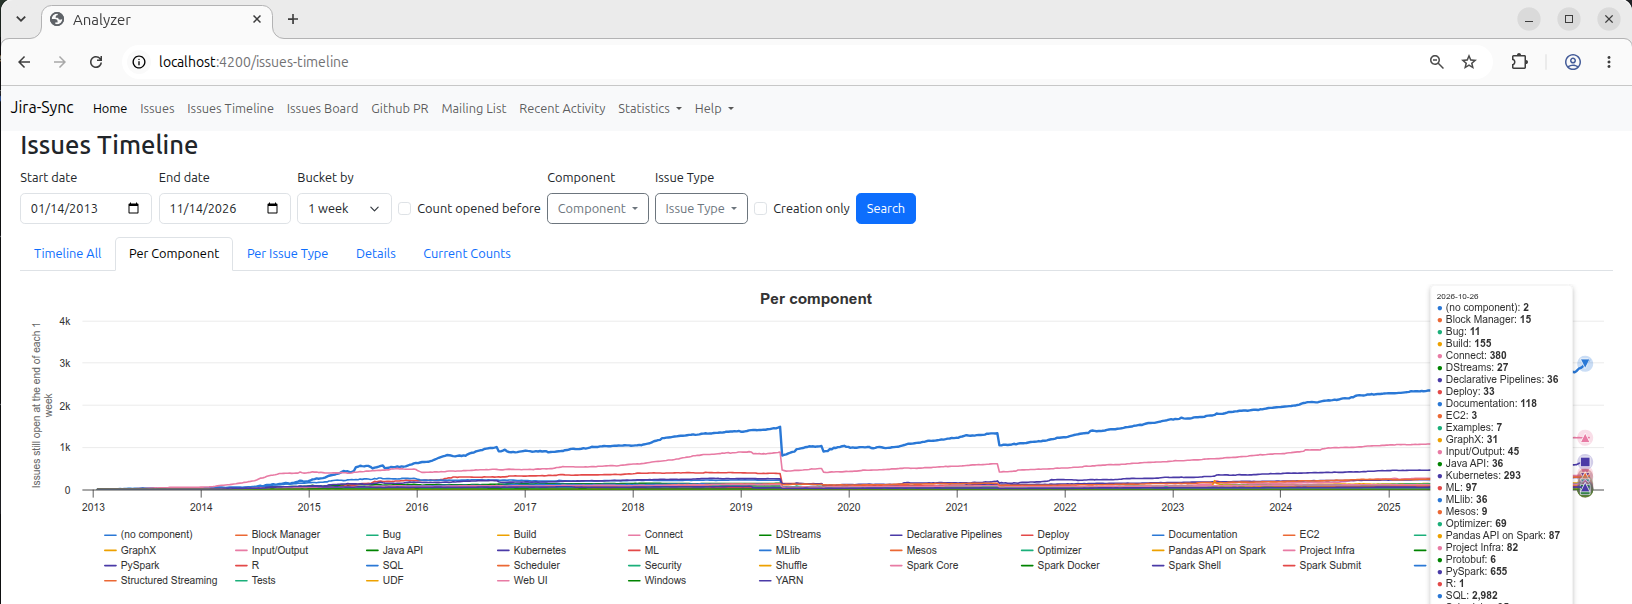 Analyzer
localhost:4200/issues-timeline
Jira-Sync Home Issues Issues Timeline Issues Board Github PR Mailing List Recent Activity Statistics Help
Issues Timeline
Start date End date Bucket by Component Issue Type
01/14/2013 11/14/2026 1 week Count opened before Component Issue Type Creation only Search
Timeline All Per Component Per Issue Type Details Current Counts
Per component
Issues still open at the end of each 1
week
4k
3k
2k
1k
0
2013 2014 2015 2016 2017 2018 2019 2020 2021 2022 2023 2024 2025
(no component) Block Manager Bug Build Connect DStreams Declarative Pipelines Deploy Documentation EC2
GraphX Input/Output Java API Kubernetes ML MLlib Mesos Optimizer Pandas API on Spark Project Infra
PySpark R SQL Scheduler Security Shuffle Spark Core Spark Docker Spark Shell Spark Submit
Structured Streaming Tests UDF Web UI Windows YARN
2026-10-26
(no component): 2
Block Manager: 15
Bug: 11
Build: 155
Connect: 380
DStreams: 27
Declarative Pipelines: 36
Deploy: 33
Documentation: 118
EC2: 3
Examples: 7
GraphX: 31
Input/Output: 45
Java API: 36
Kubernetes: 293
ML: 97
MLlib: 36
Mesos: 9
Optimizer: 69
Pandas API on Spark: 87
Project Infra: 82
Protobuf: 6
PySpark: 655
R: 1
SQL: 2,982